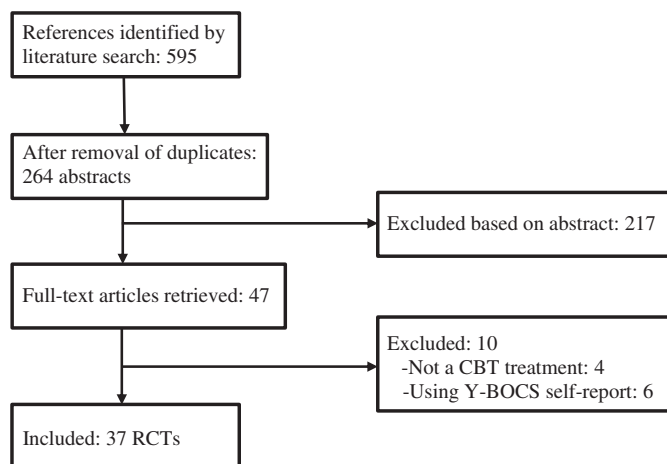 References identified by
literature search: 595
After removal of duplicates:
264 abstracts
Excluded based on abstract: 217
Full-text articles retrieved: 47
Excluded: 10
-Not a CBT treatment: 4
-Using Y-BOCS self-report: 6
Included: 37 RCTs